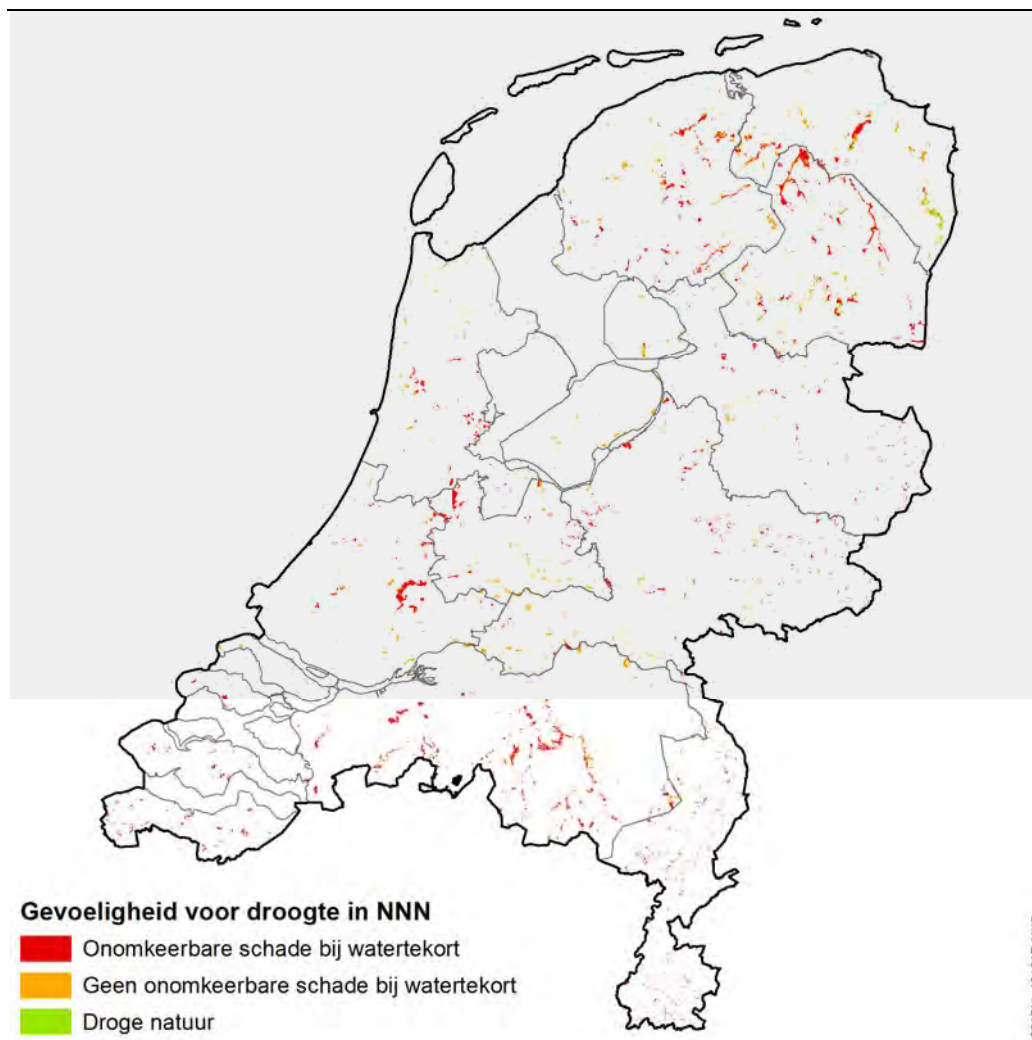 Gevoeligheid voor droogte in NNN
Onomkeerbare schade bij watertekort
Geen onomkeerbare schade bij watertekort
Droge natuur